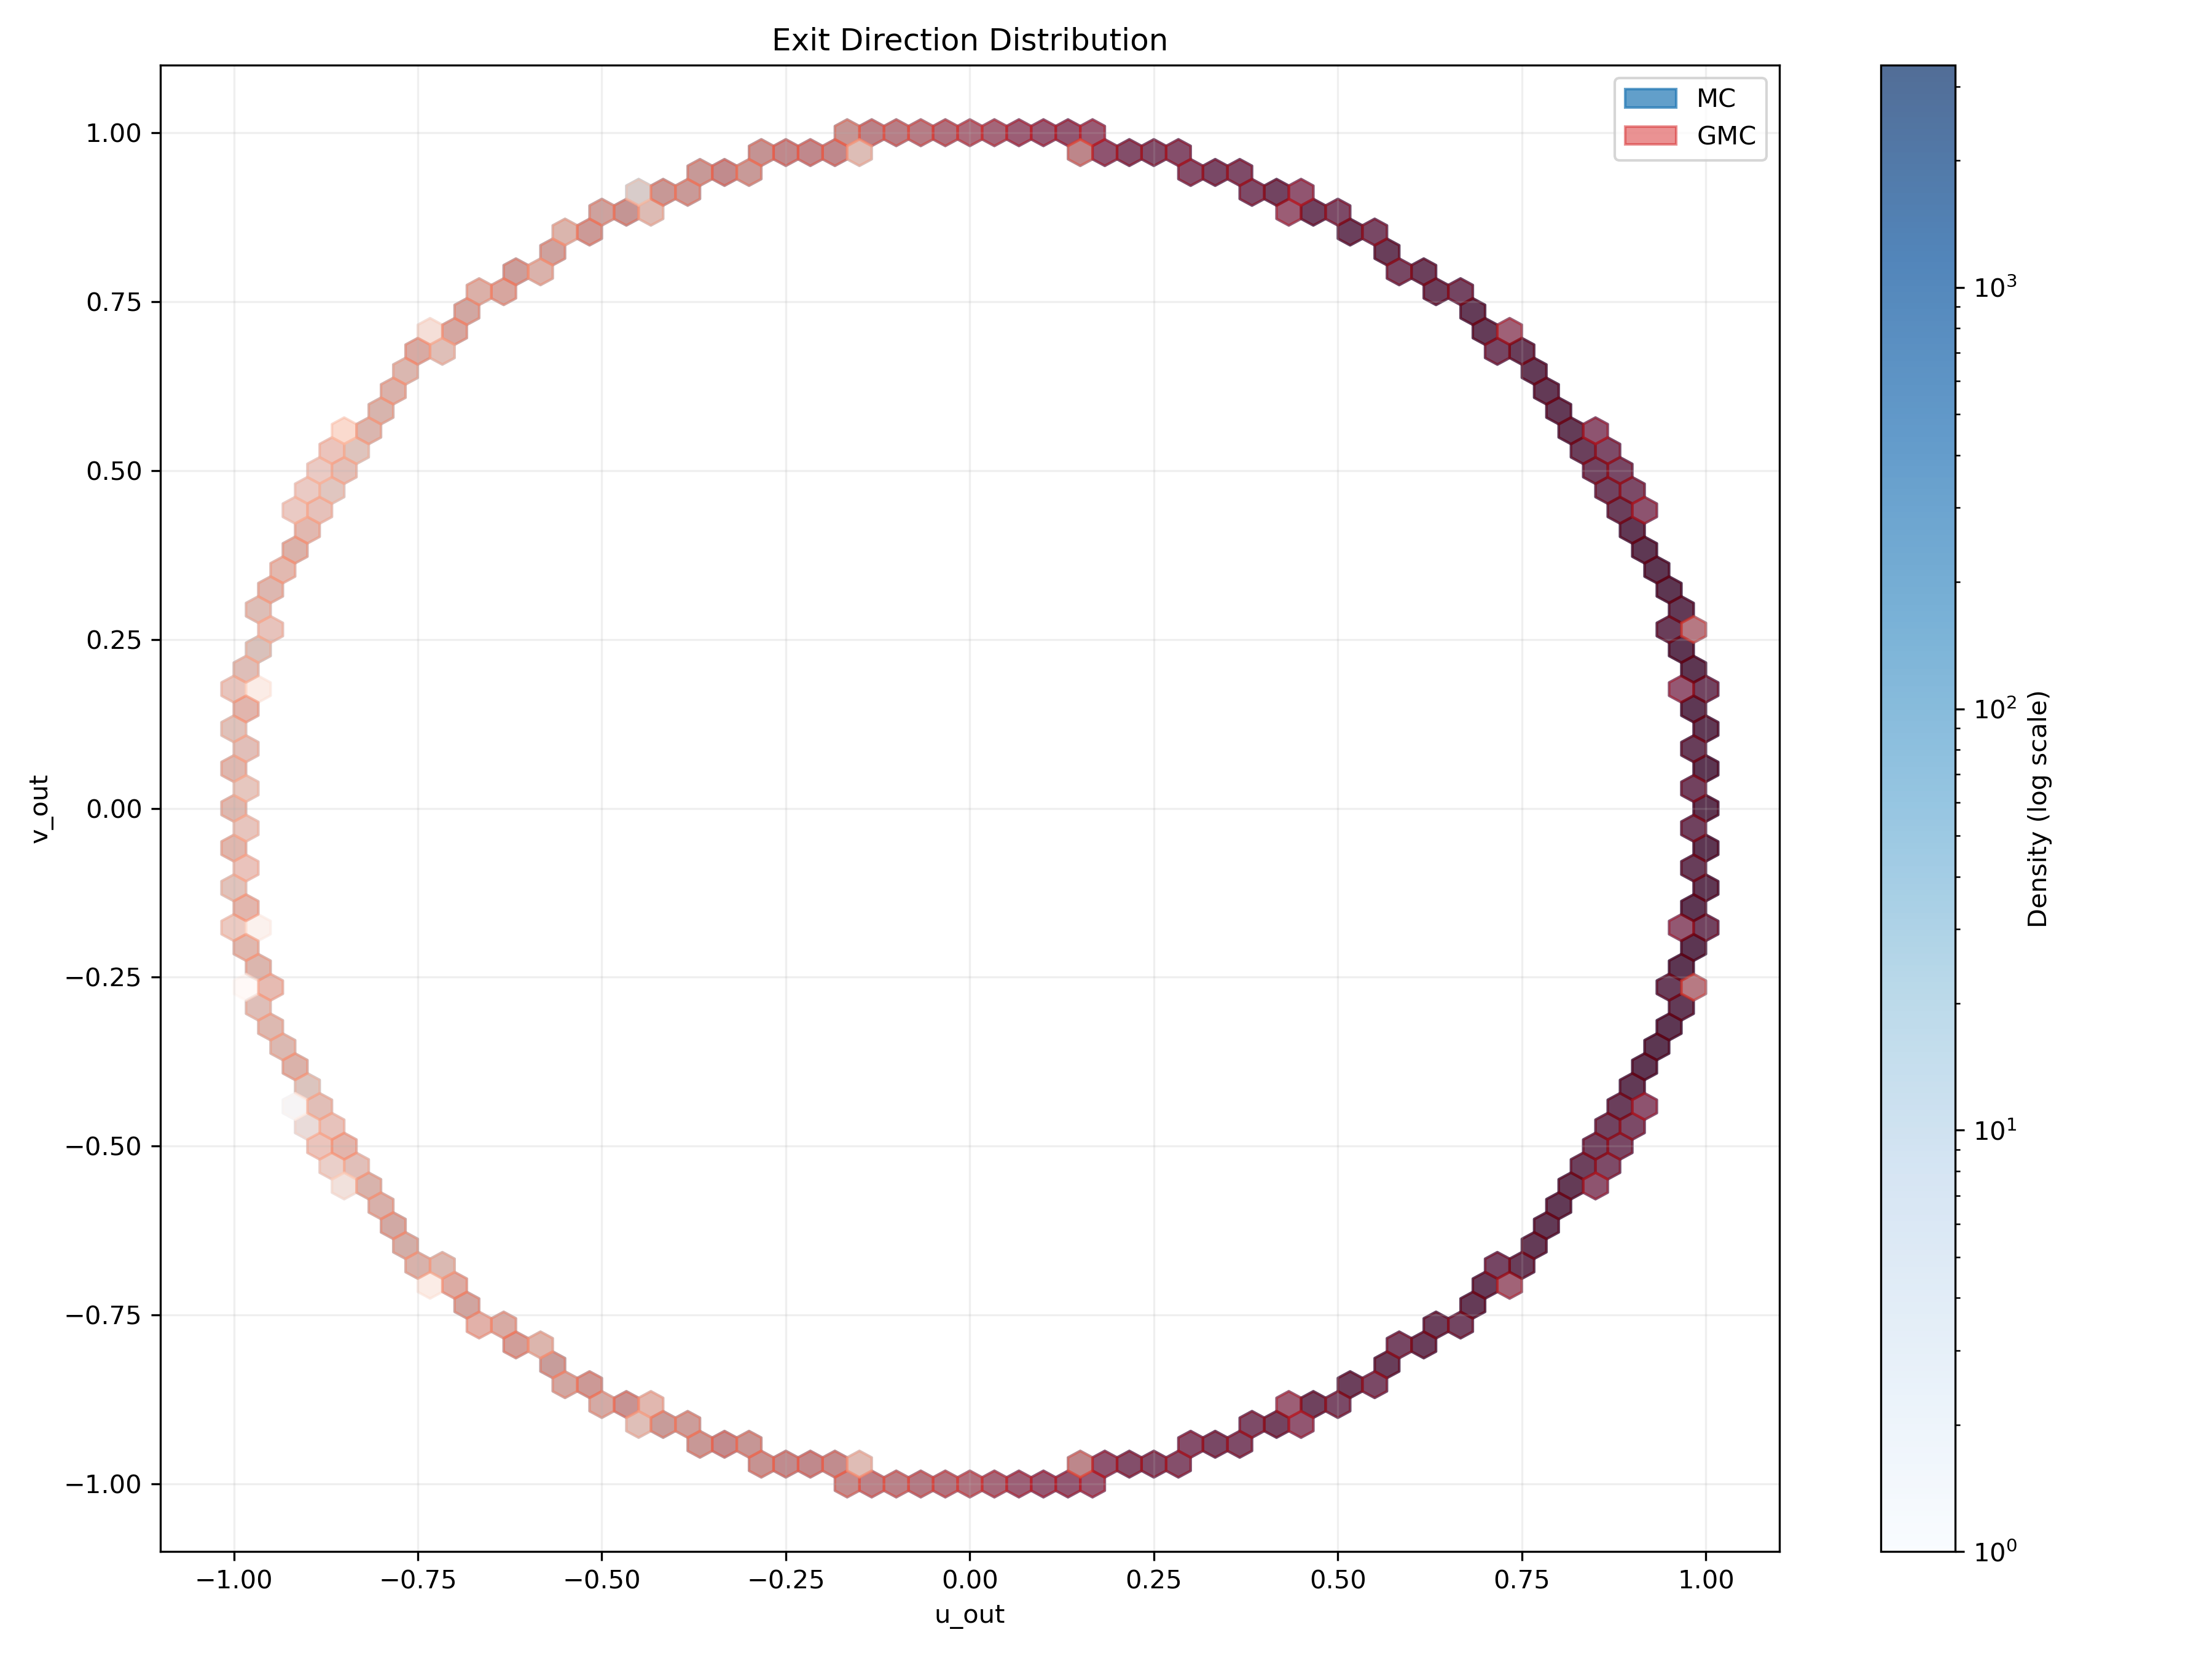 Exit Direction Distribution
MC
GMC
1.00
0.75
0.50
0.25
0.00
−0.25
−0.50
−0.75
−1.00
v_out
−1.00 −0.75 −0.50 −0.25 0.00 0.25 0.50 0.75 1.00
u_out
10³
10²
10¹
10⁰
Density (log scale)